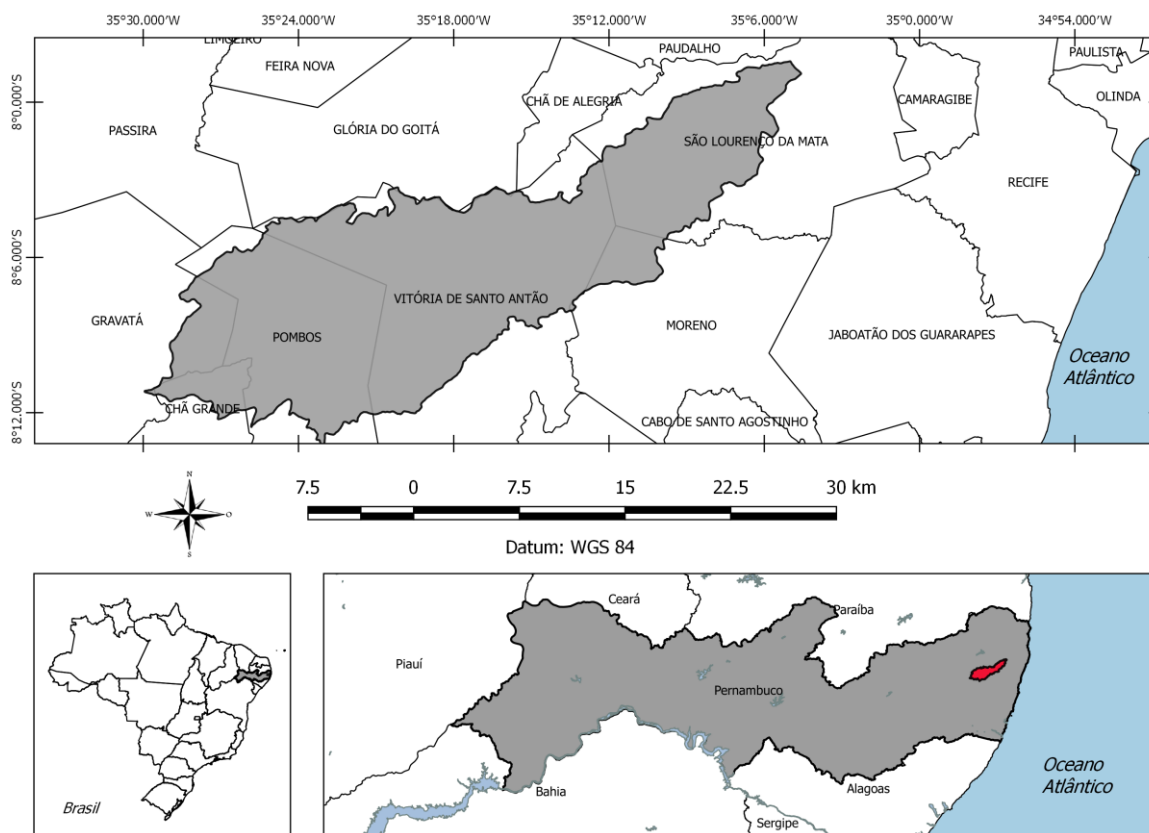 35°30.000'W
35°24.000'W
35°18.000'W
35°12.000'W
35°6.000'W
35°0.000'W
34°54.000'W
LIMOEIRO
PAUDALHO
PAULISTA
FEIRA NOVA
CHÃ DE ALEGRIA
CAMARAGIBE
OLINDA
8°0.000'S
PASSIRA
GLÓRIA DO GOITÁ
SÃO LOURENÇO DA MATA
RECIFE
8°6.000'S
VITÓRIA DE SANTO ANTÃO
GRAVATÁ
POMBOS
MORENO
JABOATÃO DOS GUARARAPES
Oceano
Atlântico
8°12.000'S
CHÃ GRANDE
CABO DE SANTO AGOSTINHO
N
W
O
S
7.5
0
7.5
15
22.5
30 km
Datum: WGS 84
Brasil
Ceará
Paraíba
Piauí
Pernambuco
Bahia
Alagoas
Sergipe
Oceano
Atlântico